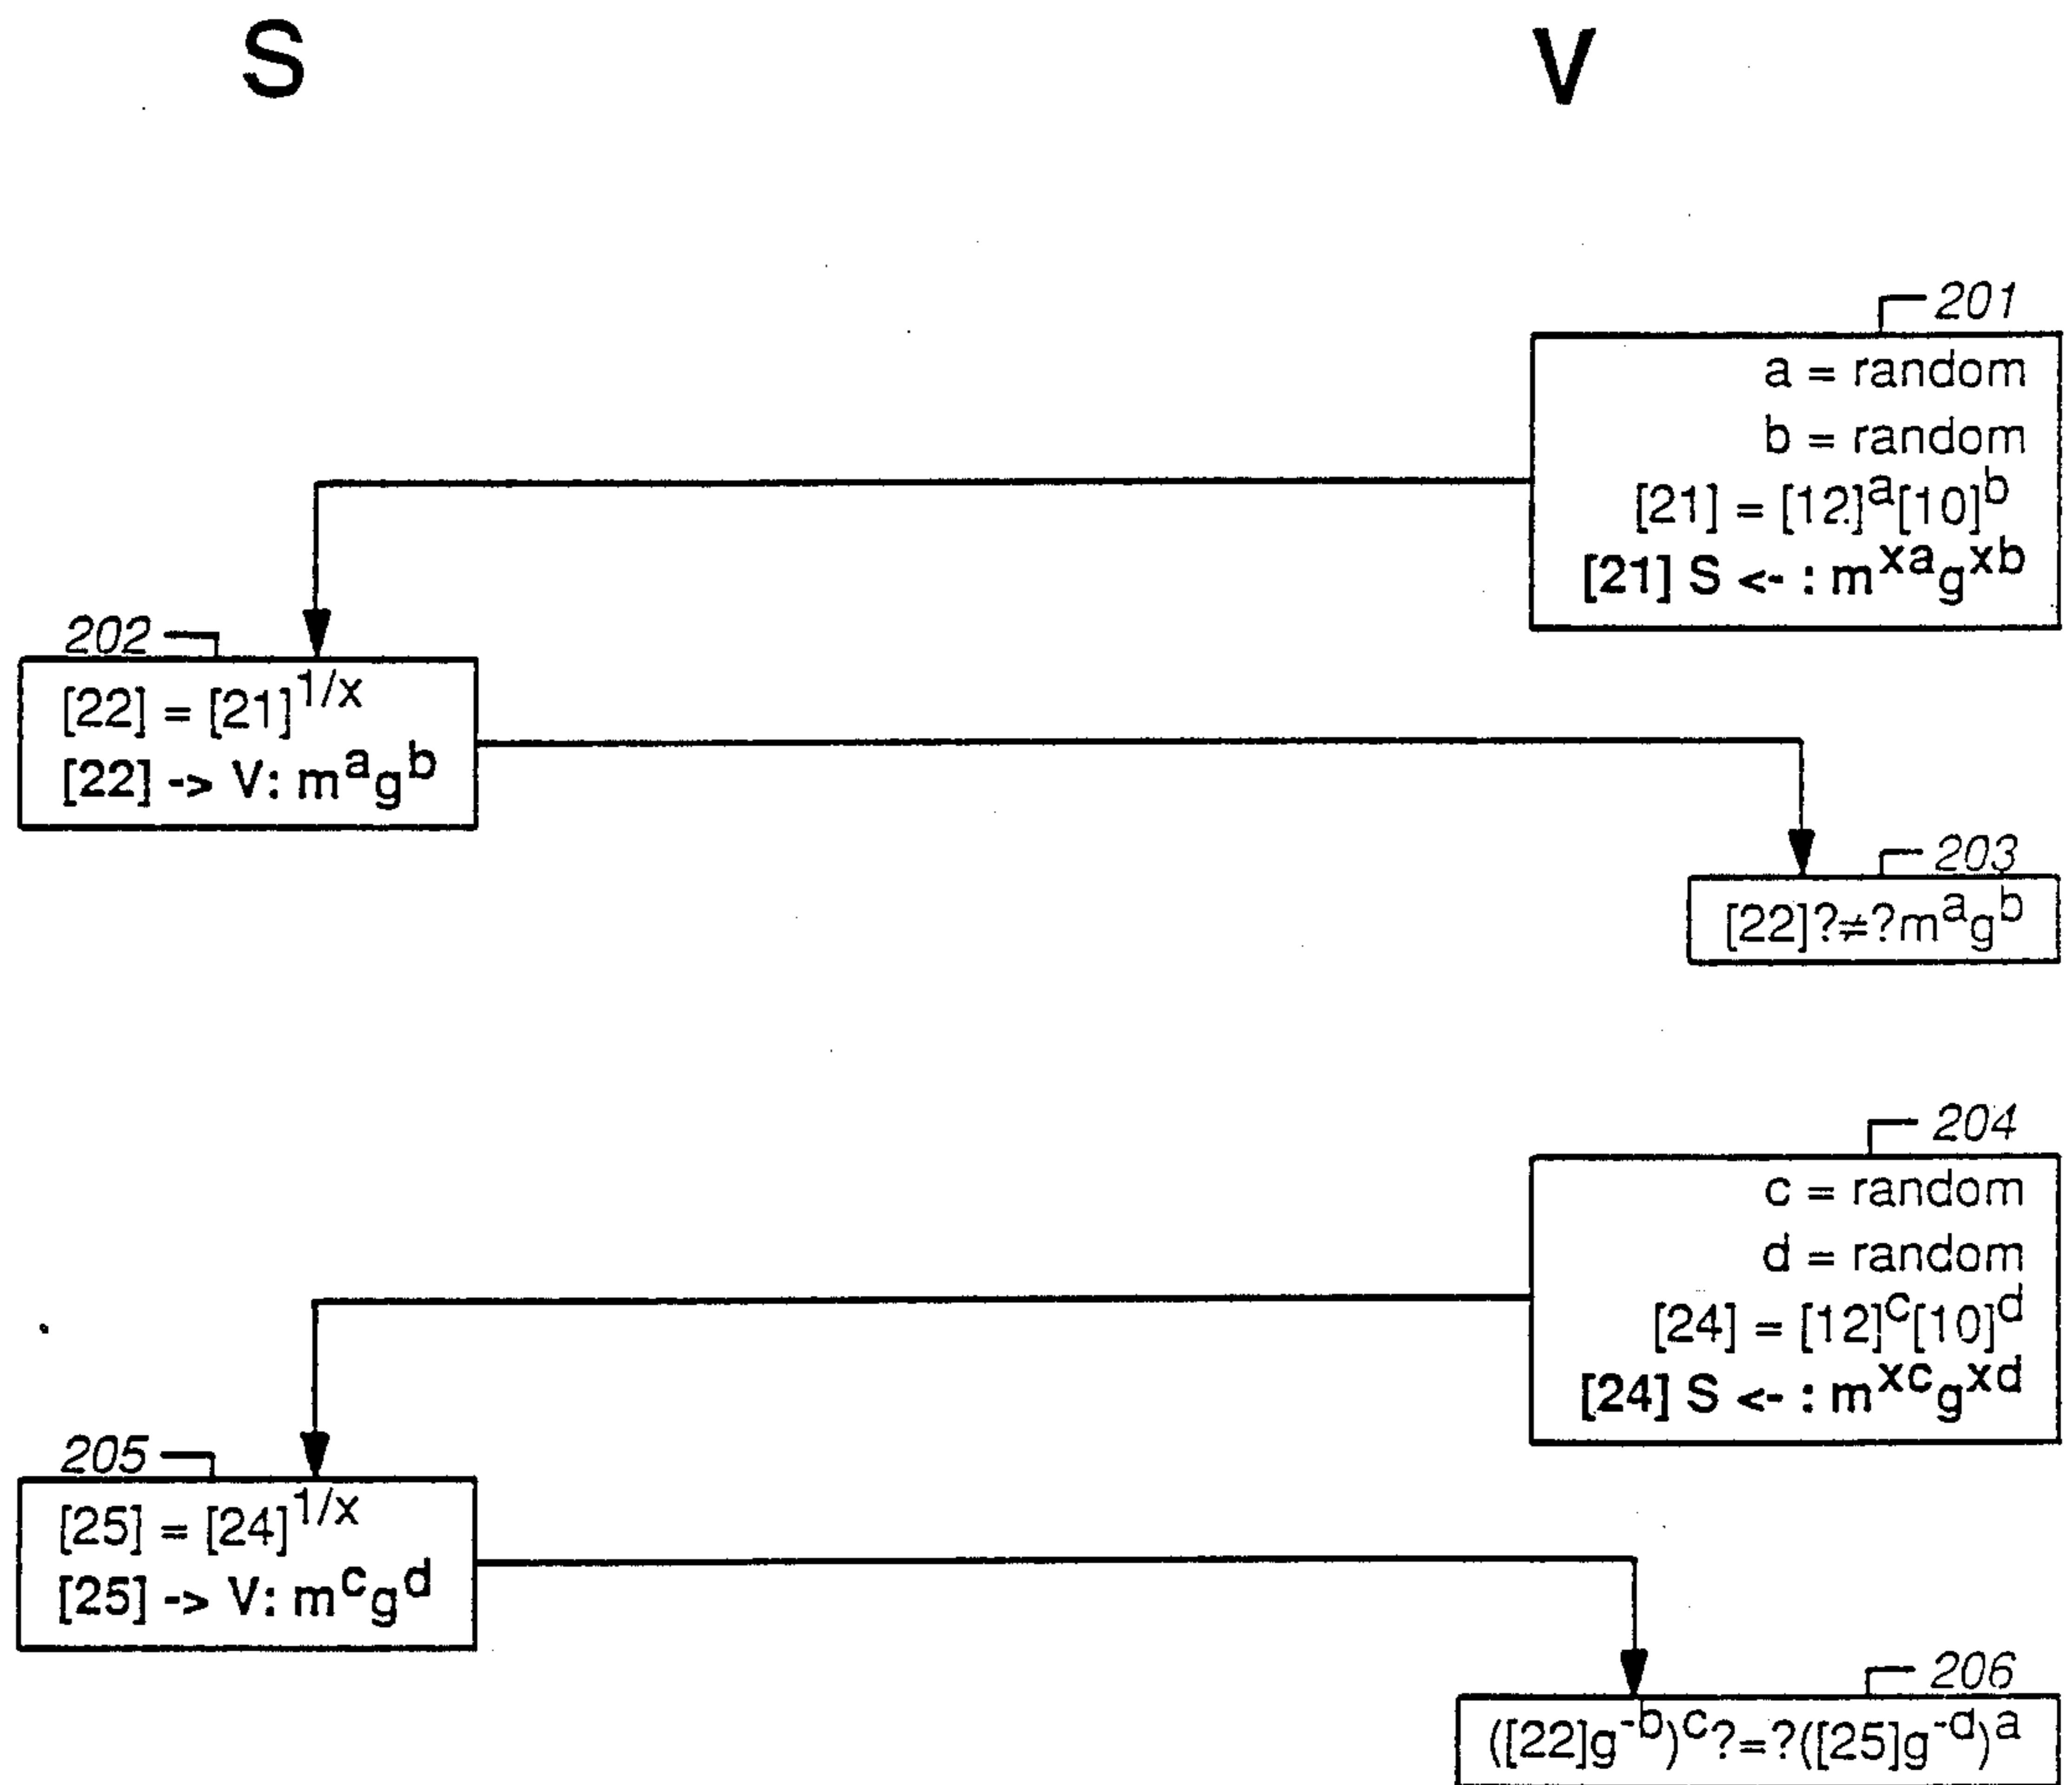 S
V
201
a = random
b = random
[21] = [12]^a[10]^b
[21] S <- : m^xa g^xb
202
[22] = [21]^1/x
[22] -> V: m^a g^b
203
[22]?≠?m^a g^b
204
c = random
d = random
[24] = [12]^c[10]^d
[24] S <- : m^xc g^xd
205
[25] = [24]^1/x
[25] -> V: m^c g^d
206
([22]g^-b)^c?=?([25]g^-d)^a